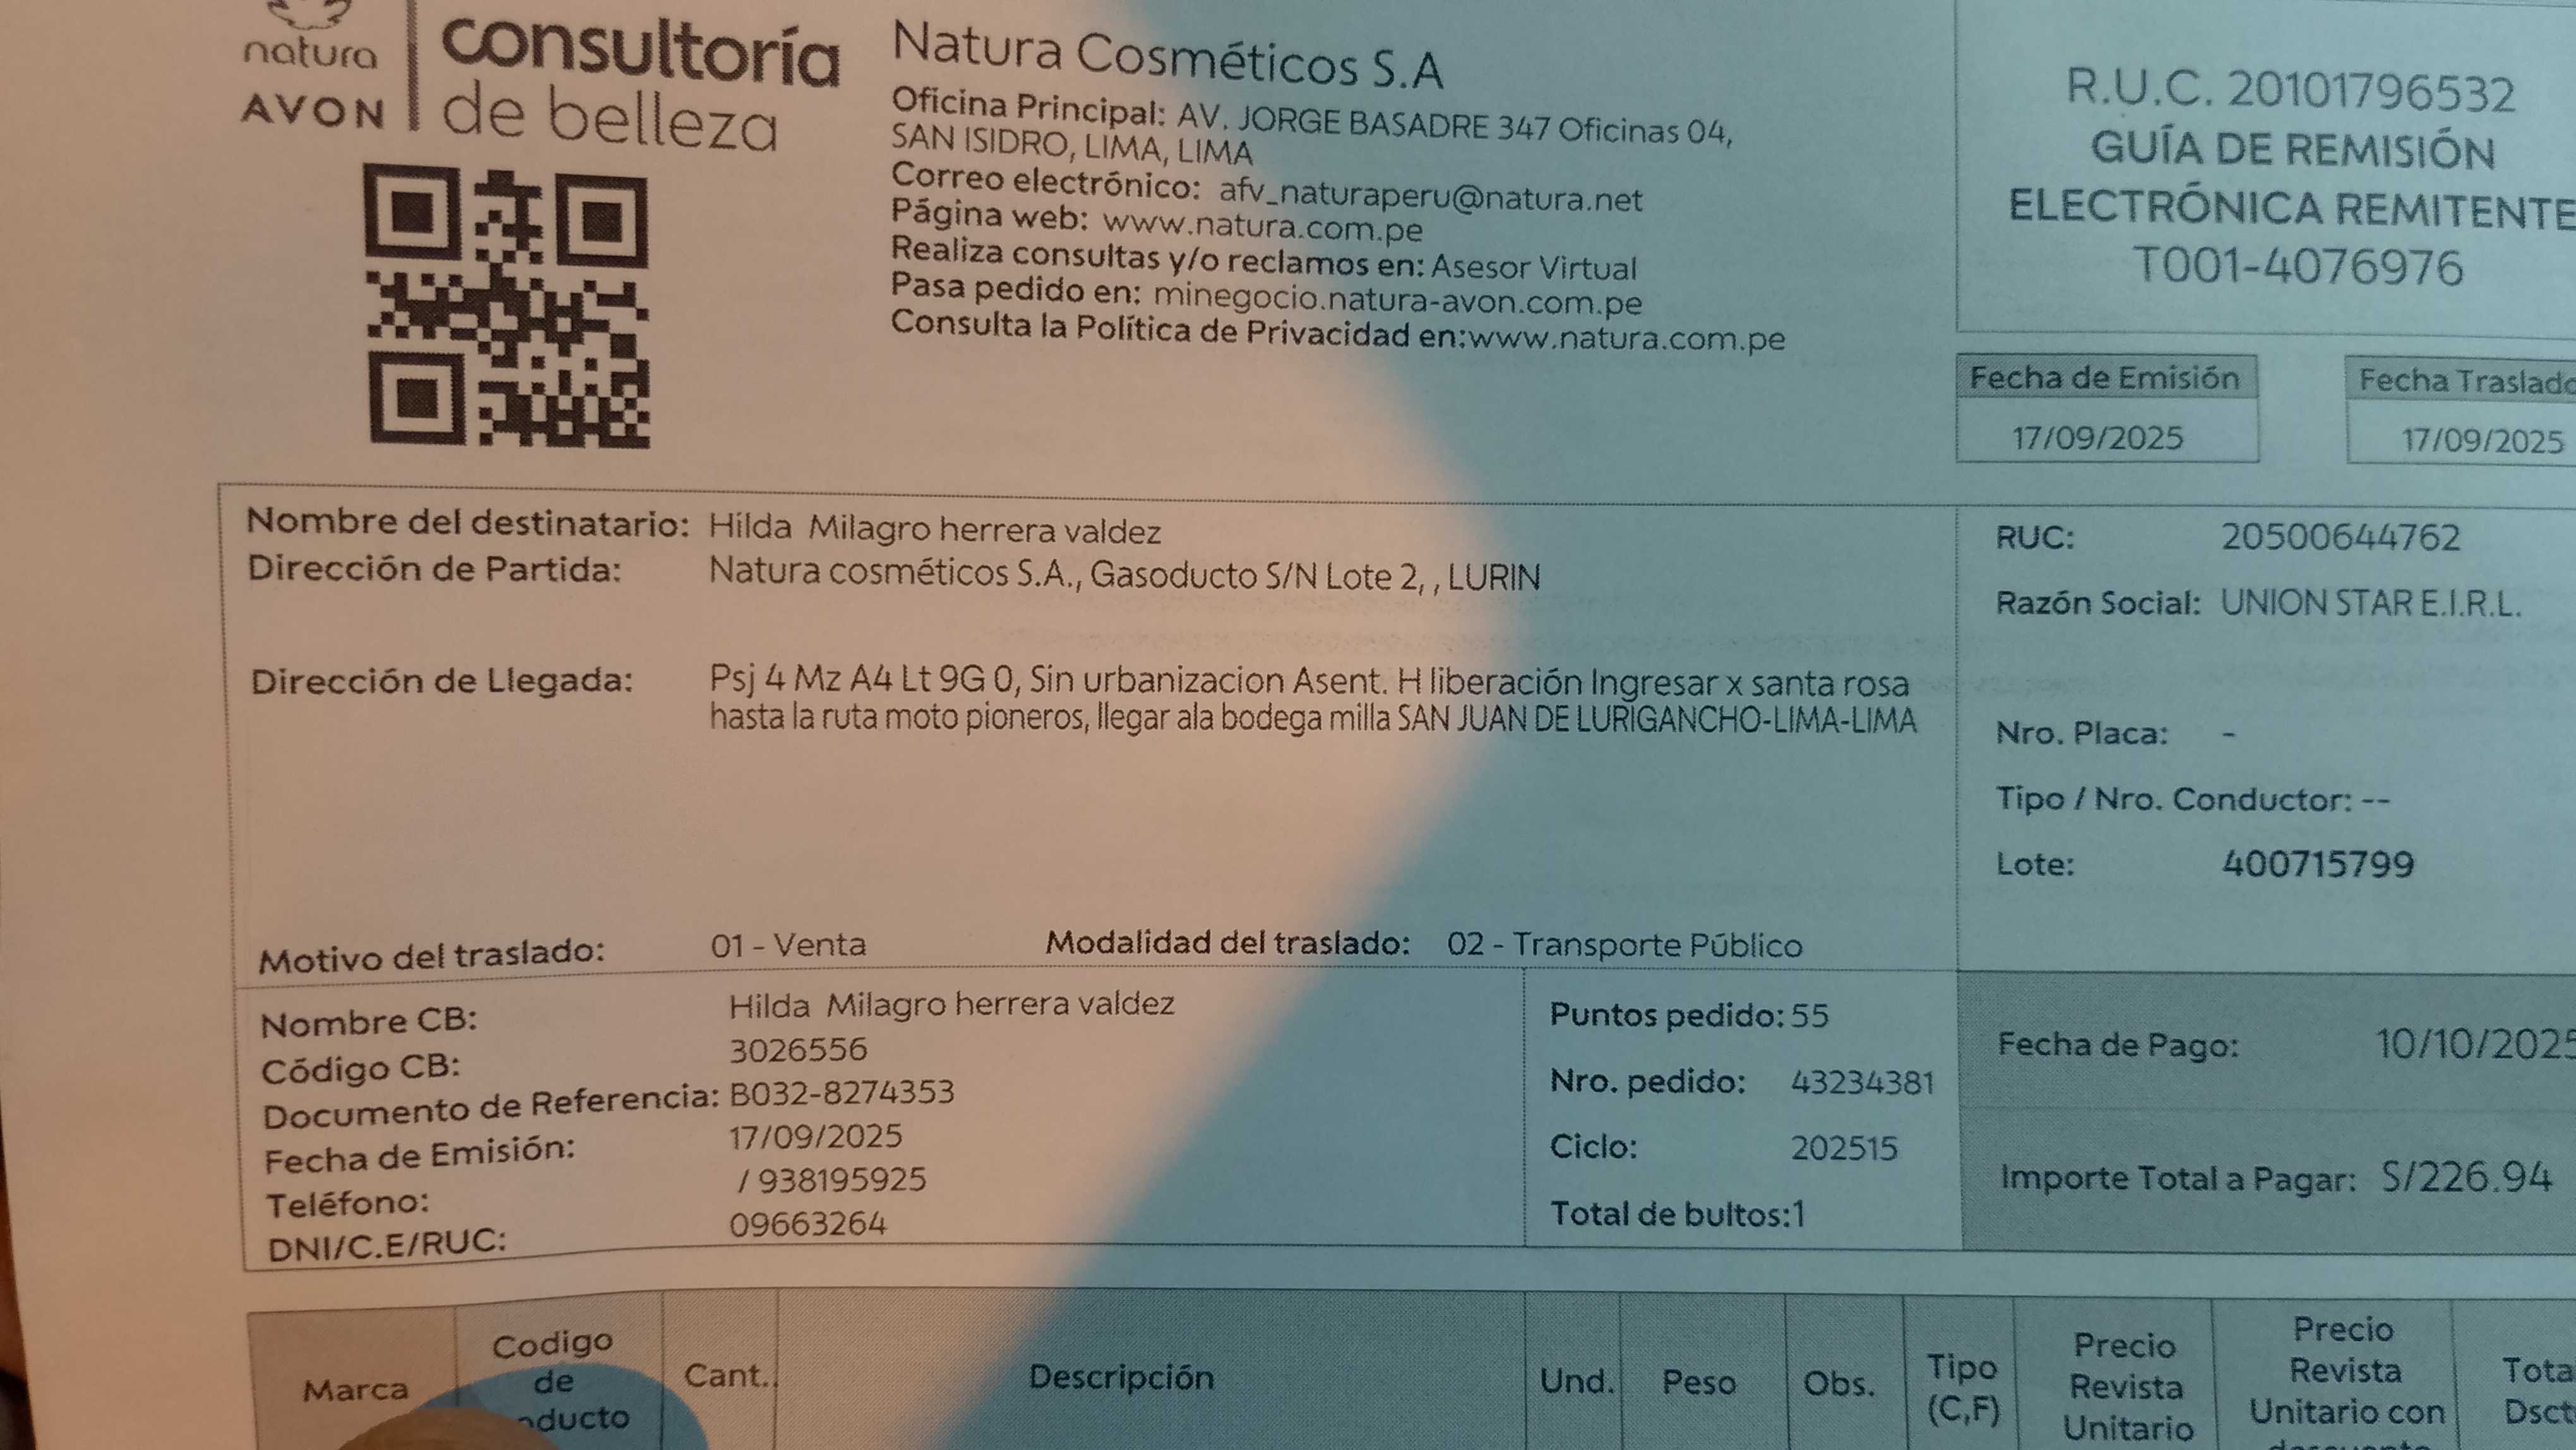 natura
AVON
consultoría
de belleza
Natura Cosméticos S.A
Oficina Principal: AV. JORGE BASADRE 347 Oficinas 04,
SAN ISIDRO, LIMA, LIMA
Correo electrónico: afv_naturaperu@natura.net
Página web: www.natura.com.pe
Realiza consultas y/o reclamos en: Asesor Virtual
Pasa pedido en: minegocio.natura-avon.com.pe
Consulta la Política de Privacidad en:www.natura.com.pe
R.U.C. 20101796532
GUÍA DE REMISIÓN
ELECTRÓNICA REMITENTE
T001-4076976
Fecha de Emisión
17/09/2025
Fecha Traslado
17/09/2025
Nombre del destinatario: Hilda Milagro herrera valdez
Dirección de Partida: Natura cosméticos S.A., Gasoducto S/N Lote 2, , LURIN
Dirección de Llegada: Psj 4 Mz A4 Lt 9G 0, Sin urbanizacion Asent. H liberación Ingresar x santa rosa
hasta la ruta moto pioneros, llegar ala bodega milla SAN JUAN DE LURIGANCHO-LIMA-LIMA
Motivo del traslado: 01 - Venta Modalidad del traslado: 02 - Transporte Público
RUC: 20500644762
Razón Social: UNION STAR E.I.R.L.
Nro. Placa: -
Tipo / Nro. Conductor: --
Lote: 400715799
Nombre CB: Hilda Milagro herrera valdez
Código CB: 3026556
Documento de Referencia: B032-8274353
Fecha de Emisión: 17/09/2025
Teléfono: / 938195925
DNI/C.E/RUC: 09663264
Puntos pedido: 55
Nro. pedido: 43234381
Ciclo: 202515
Total de bultos:1
Fecha de Pago: 10/10/2025
Importe Total a Pagar: S/226.94
Marca
Codigo
de
oducto
Cant.
Descripción
Und.
Peso
Obs.
Tipo
(C,F)
Precio
Revista
Unitario
Precio
Revista
Unitario con
Tota
Dsct